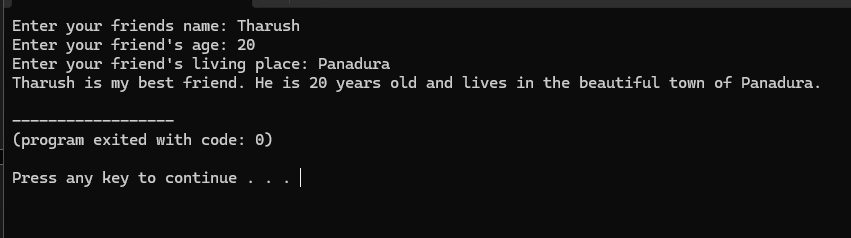 Enter your friends name: Tharush
Enter your friend's age: 20
Enter your friend's living place: Panadura
Tharush is my best friend. He is 20 years old and lives in the beautiful town of Panadura.
------------------
(program exited with code: 0)
Press any key to continue . . .